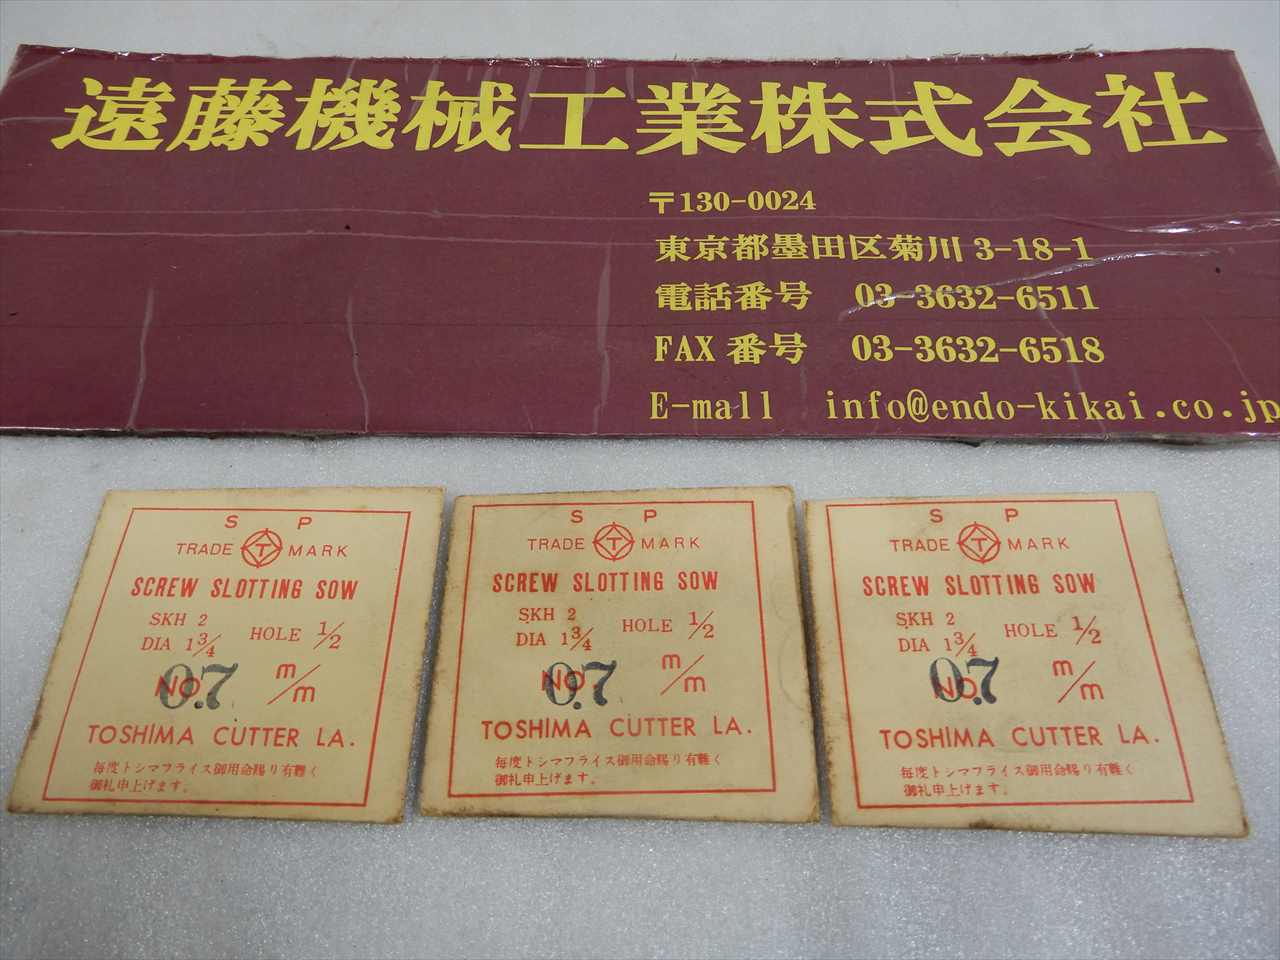 遠藤機械工業株式会社
〒130-0024
東京都墨田区菊川 3-18-1
電話番号 03-3632-6511
FAX 番号 03-3632-6518
E-mall info@endo-kikai.co.jp
S P
TRADE T MARK
SCREW SLOTTING SOW
SKH 2
DIA 1 3/4 HOLE 1/2
NO. 0.7 m/m
TOSHIMA CUTTER LA.
毎度トシマフライス御用命賜り有難く
御礼申上げます。
S P
TRADE T MARK
SCREW SLOTTING SOW
SKH 2
DIA 1 3/4 HOLE 1/2
NO. 0.7 m/m
TOSHIMA CUTTER LA.
毎度トシマフライス御用命賜り有難く
御礼申上げます。
S P
TRADE T MARK
SCREW SLOTTING SOW
SKH 2
DIA 1 3/4 HOLE 1/2
NO. 0.7 m/m
TOSHIMA CUTTER LA.
毎度トシマフライス御用命賜り有難く
御礼申上げます。